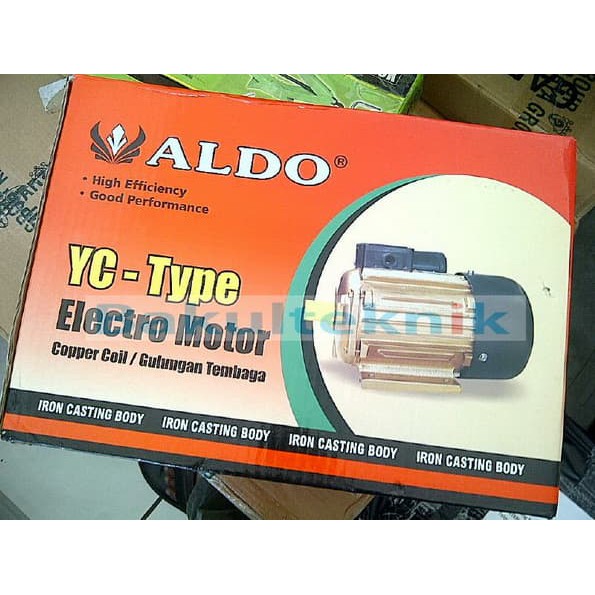 ALDO®
• High Efficiency
• Good Performance
YC - Type
Electro Motor
Bakulteknik
Copper Coil / Gulungan Tembaga
IRON CASTING BODY IRON CASTING BODY IRON CASTING BODY IRON CASTING BODY